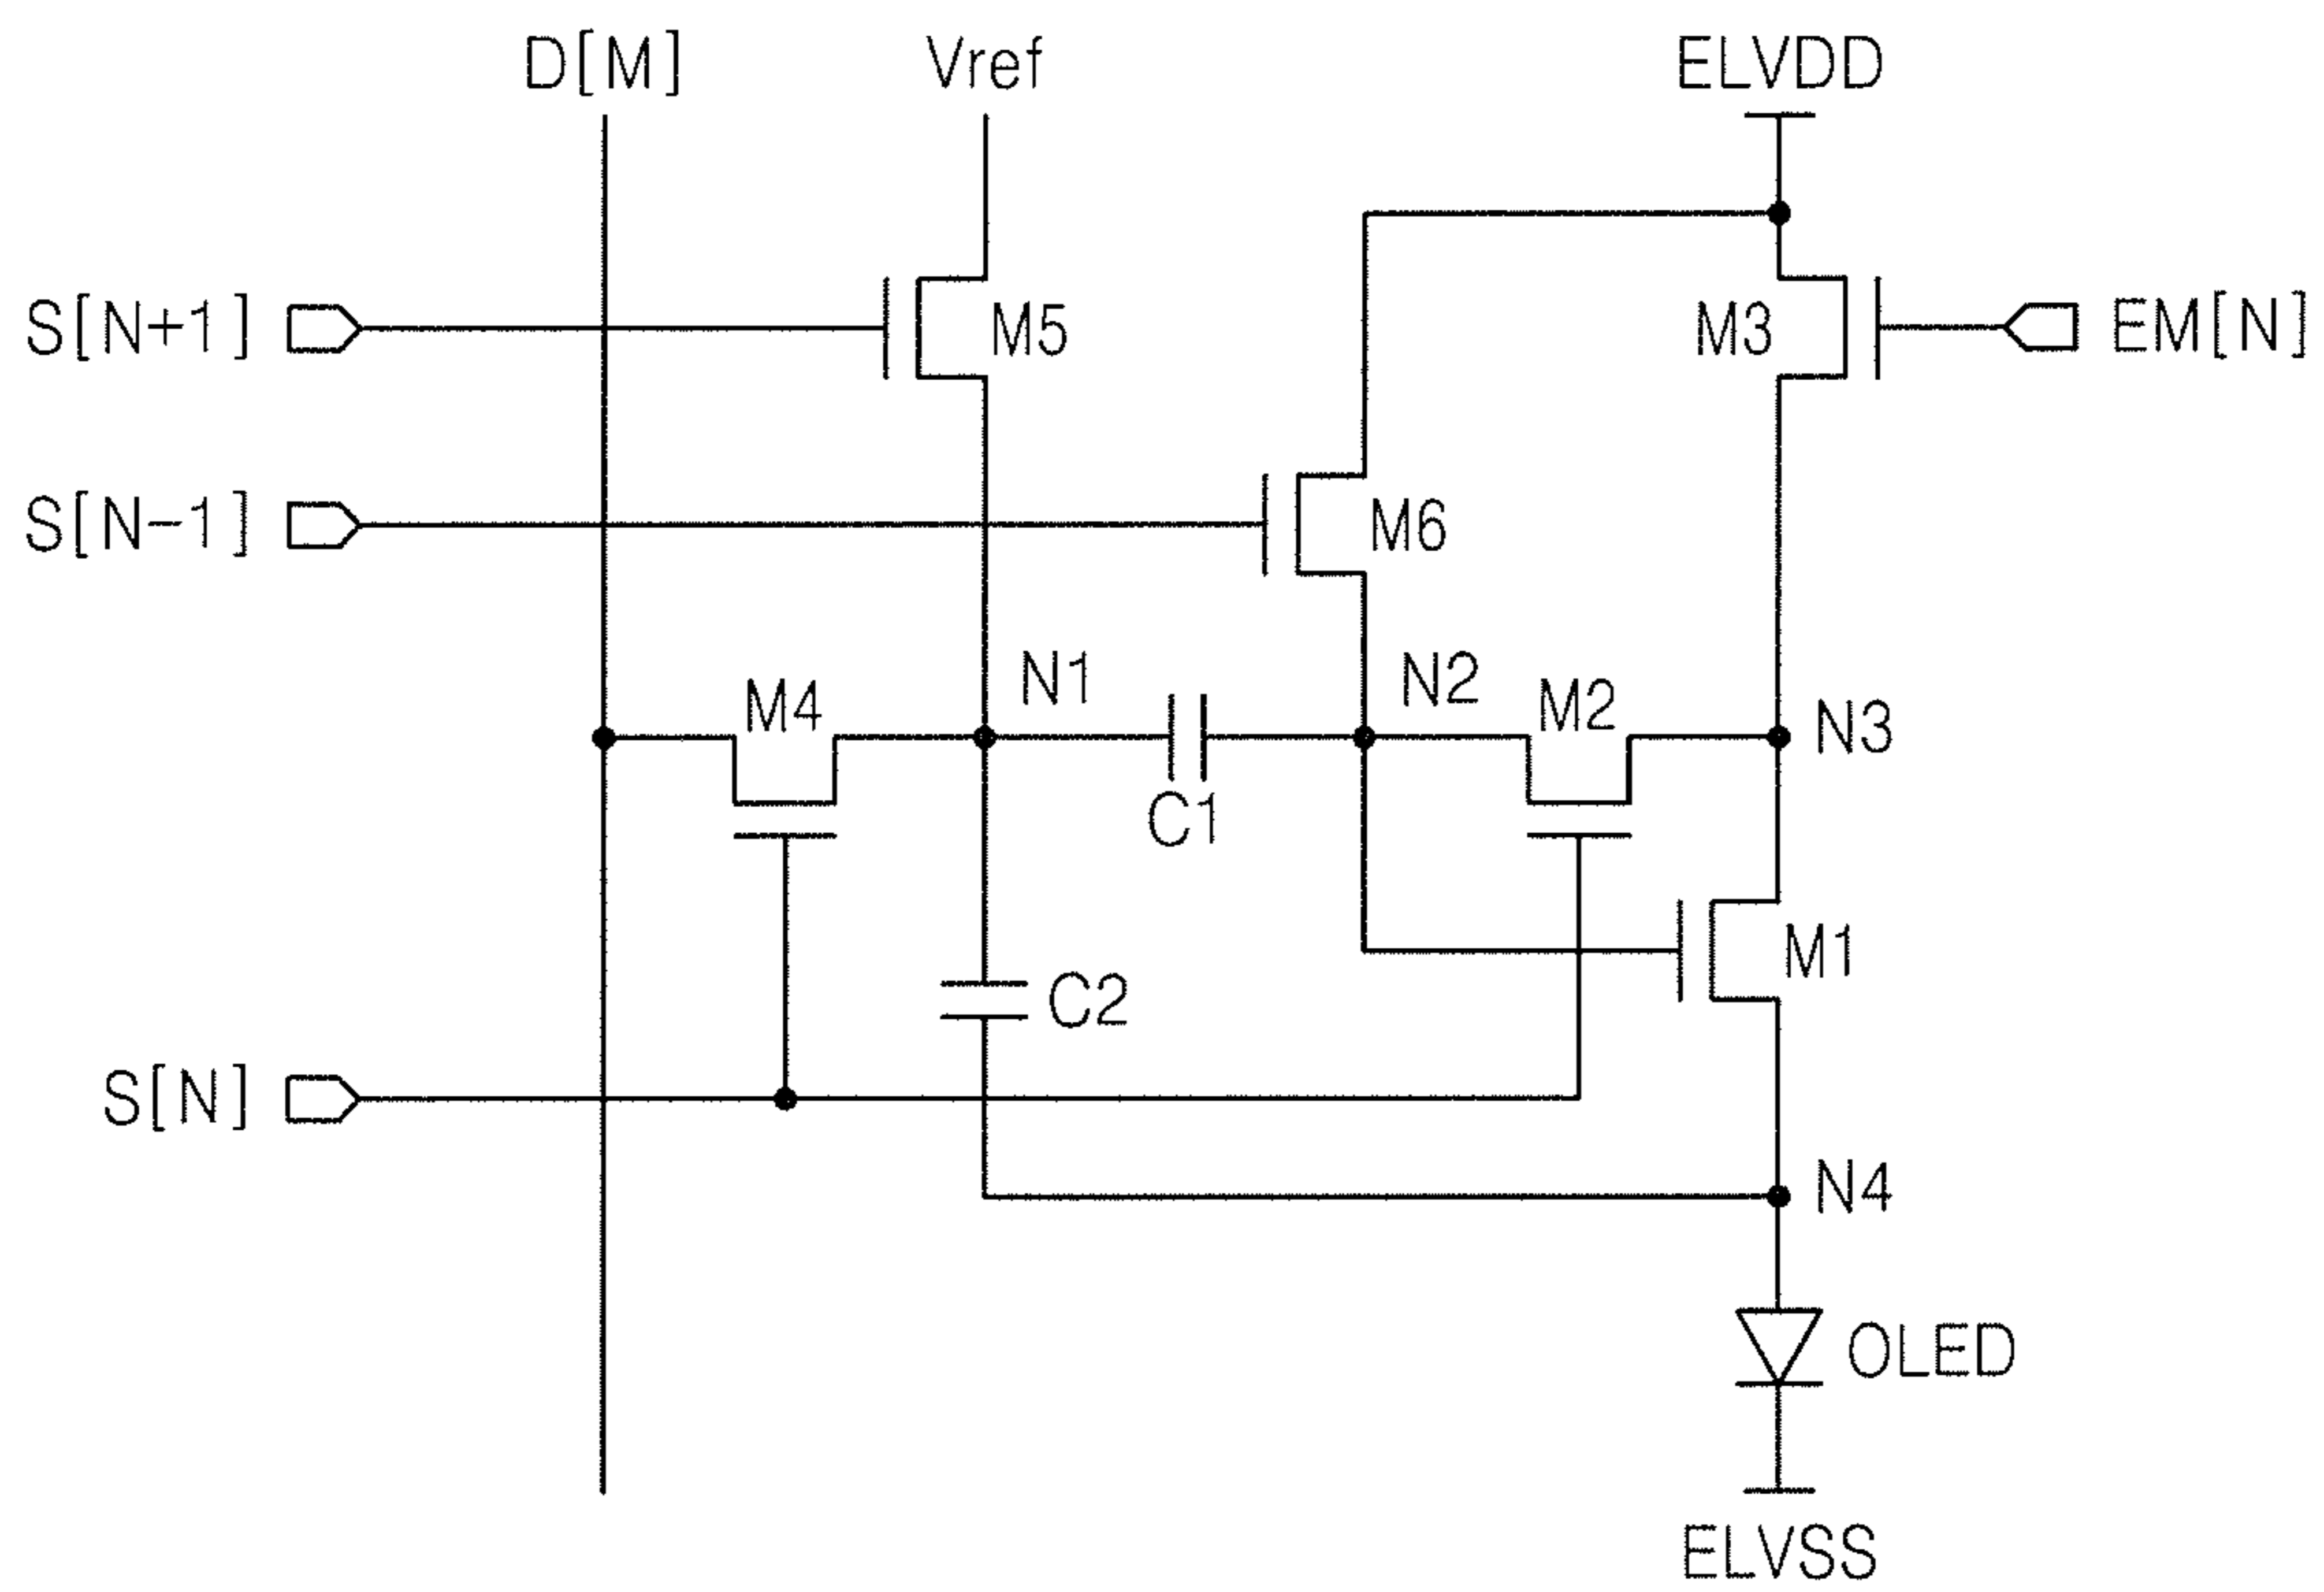 D[M]
Vref
ELVDD
S[N+1]
M5
M3
EM[N]
S[N-1]
M6
N1
N2
M4
M2
N3
C1
M1
C2
S[N]
N4
OLED
ELVSS